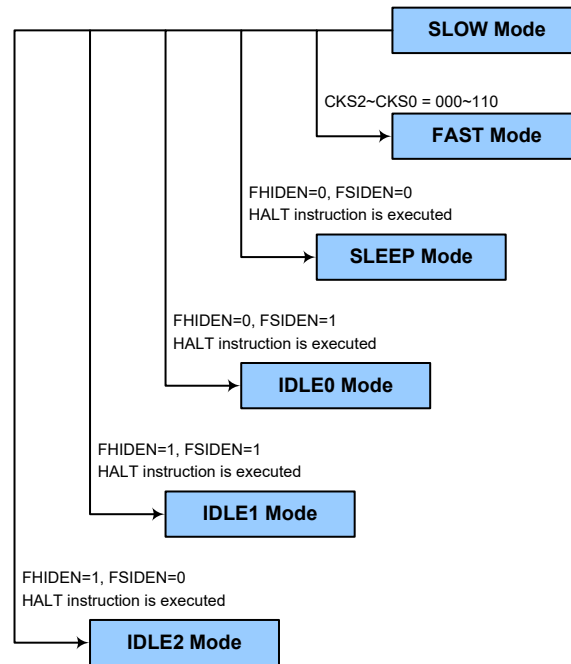 SLOW Mode
CKS2~CKS0 = 000~110
FAST Mode
FHIDEN=0, FSIDEN=0
HALT instruction is executed
SLEEP Mode
FHIDEN=0, FSIDEN=1
HALT instruction is executed
IDLE0 Mode
FHIDEN=1, FSIDEN=1
HALT instruction is executed
IDLE1 Mode
FHIDEN=1, FSIDEN=0
HALT instruction is executed
IDLE2 Mode